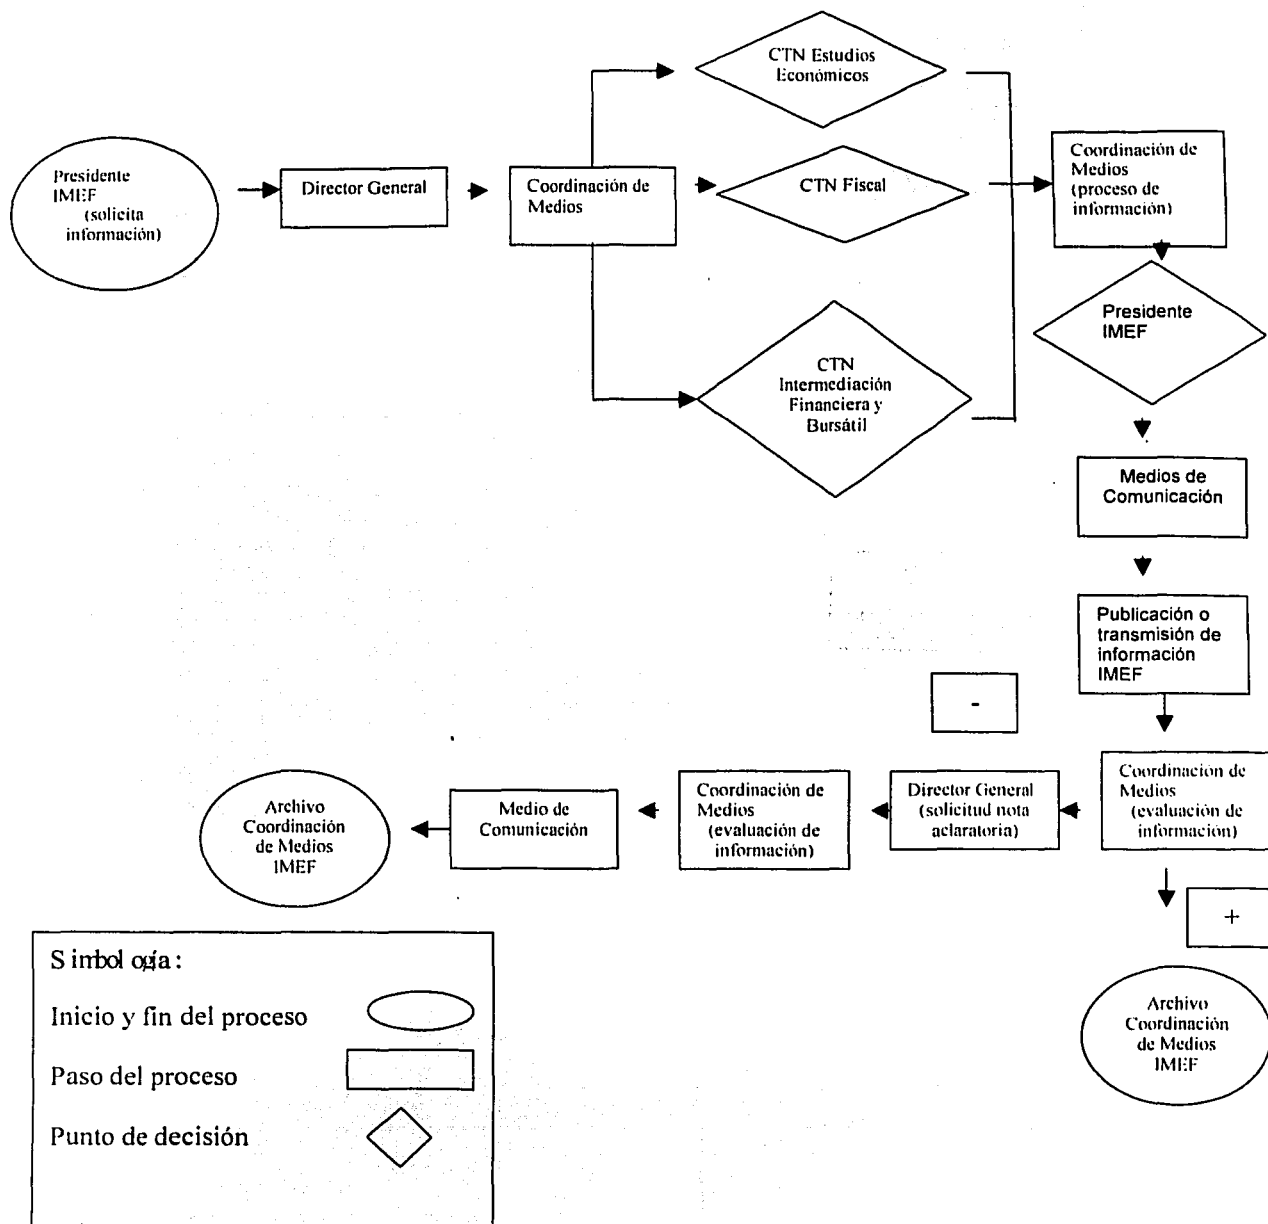 CTN Estudios
Económicos
Presidente
IMEF
(solicita
información)
Director General
Coordinación de
Medios
CTN Fiscal
Coordinación de
Medios
(proceso de
información)
CTN
Intermediación
Financiera y
Bursátil
Presidente
IMEF
Medios de
Comunicación
Publicación o
transmisión de
información
IMEF
-
Coordinación de
Medios
(evaluación de
información)
Director General
(solicitud nota
aclaratoria)
Coordinación de
Medios
(evaluación de
información)
Medio de
Comunicación
Archivo
Coordinación
de Medios
IMEF
+
Archivo
Coordinación
de Medios
IMEF
Simbología:
Inicio y fin del proceso
Paso del proceso
Punto de decisión